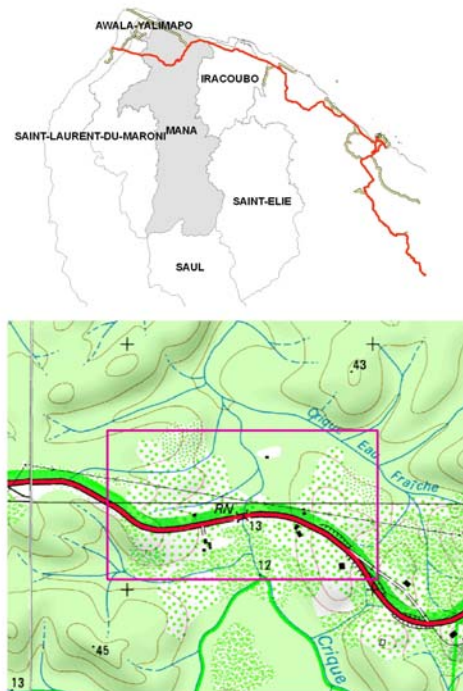 AWALA-YALIMAPO
IRACOUBO
SAINT-LAURENT-DU-MARONI
MANA
SAINT-ELIE
SAUL
43
Crique Eau Fraîche
RN 1
13
12
45
Crique
13